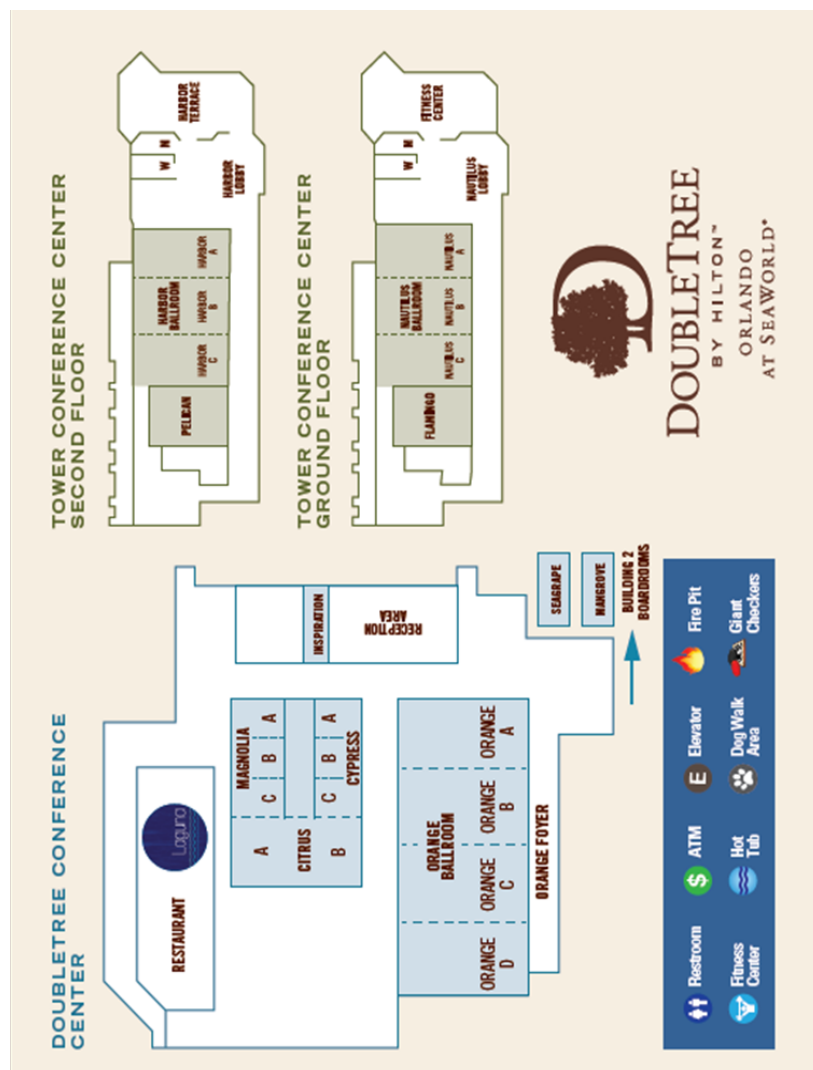 DOUBLETREE CONFERENCE
CENTER
RESTAURANT
Laguna
MAGNOLIA
C B A
A
CITRUS
B
C B A
CYPRESS
INSPIRATION
RECEPTION
AREA
ORANGE
BALLROOM
ORANGE
D
ORANGE
C
ORANGE
B
ORANGE
A
ORANGE FOYER
SEAGRAPE
MANGROVE
BUILDING 2
BOARDROOMS
TOWER CONFERENCE CENTER
SECOND FLOOR
PELICAN
HARBOR
BALLROOM
HARBOR
C
HARBOR
B
HARBOR
A
W M
HARBOR
LOBBY
HARBOR
TERRACE
TOWER CONFERENCE CENTER
GROUND FLOOR
FLAMINGO
NAUTILUS
BALLROOM
NAUTILUS
C
NAUTILUS
B
NAUTILUS
A
W M
NAUTILUS
LOBBY
FITNESS
CENTER
Restroom
$ ATM
E Elevator
Fire Pit
Fitness
Center
Hot
Tub
Dog Walk
Area
Giant
Checkers
D
DOUBLETREE
BY HILTON™
ORLANDO
AT SEAWORLD®